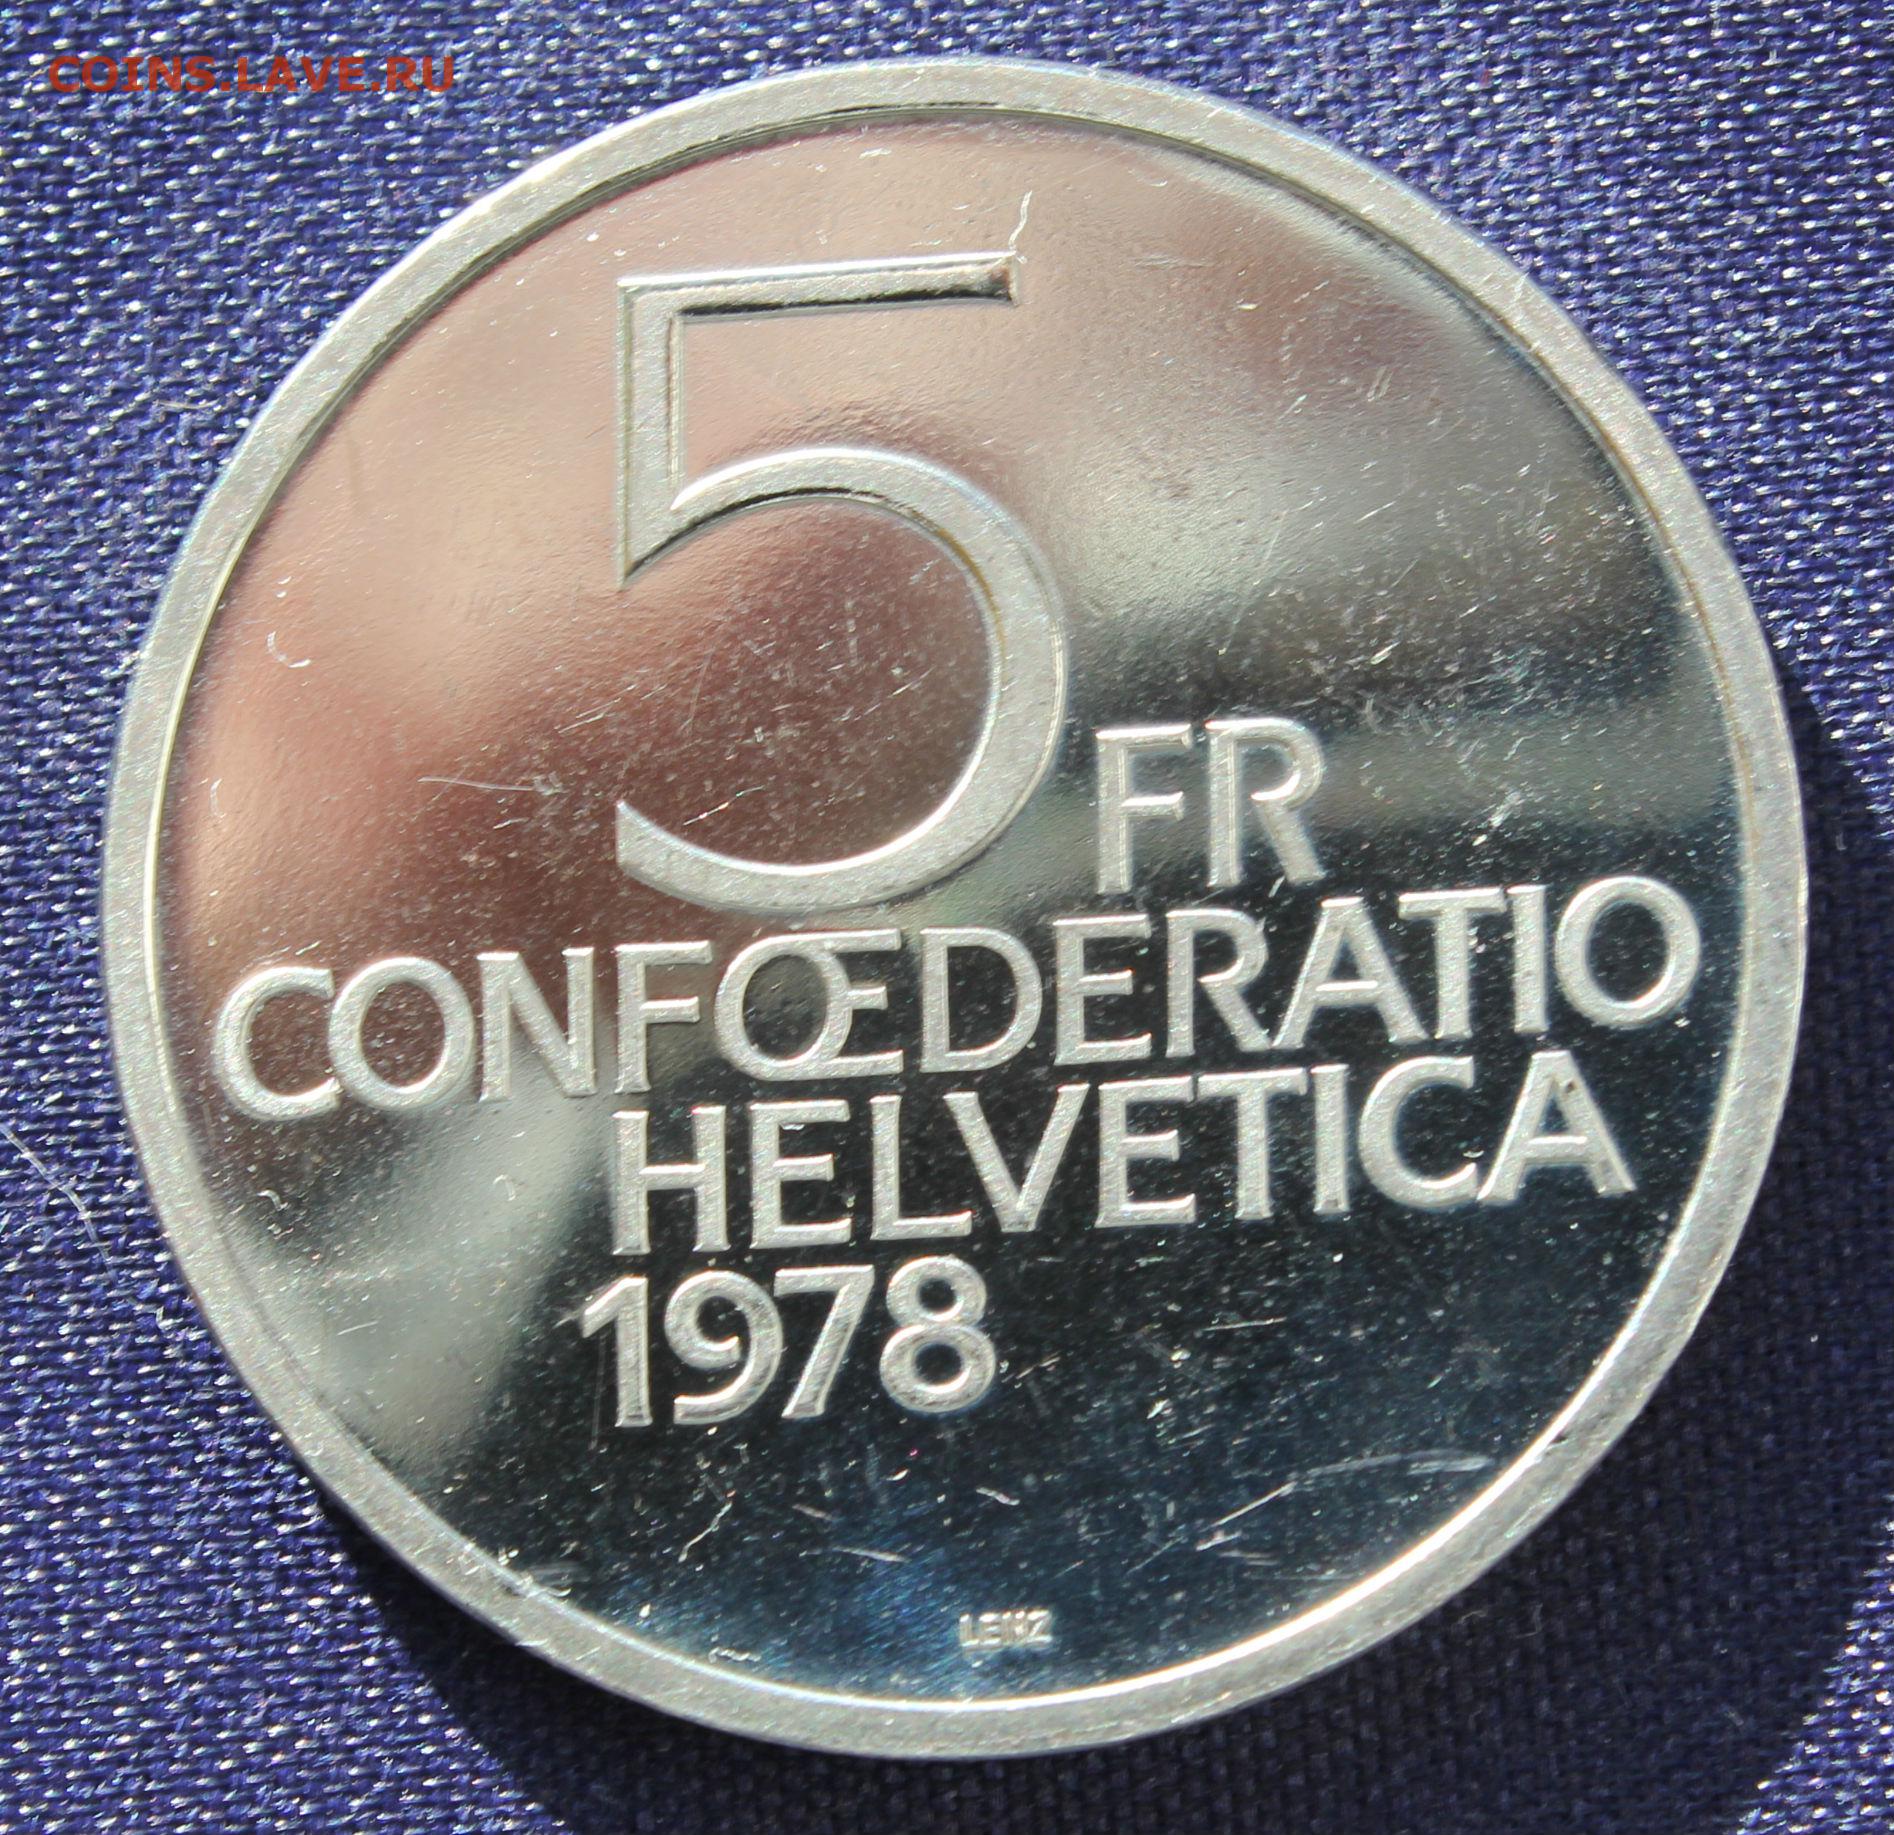 COINS.LAVE.RU
5 FR
CONFŒDERATIO
HELVETICA
1978
LENZ